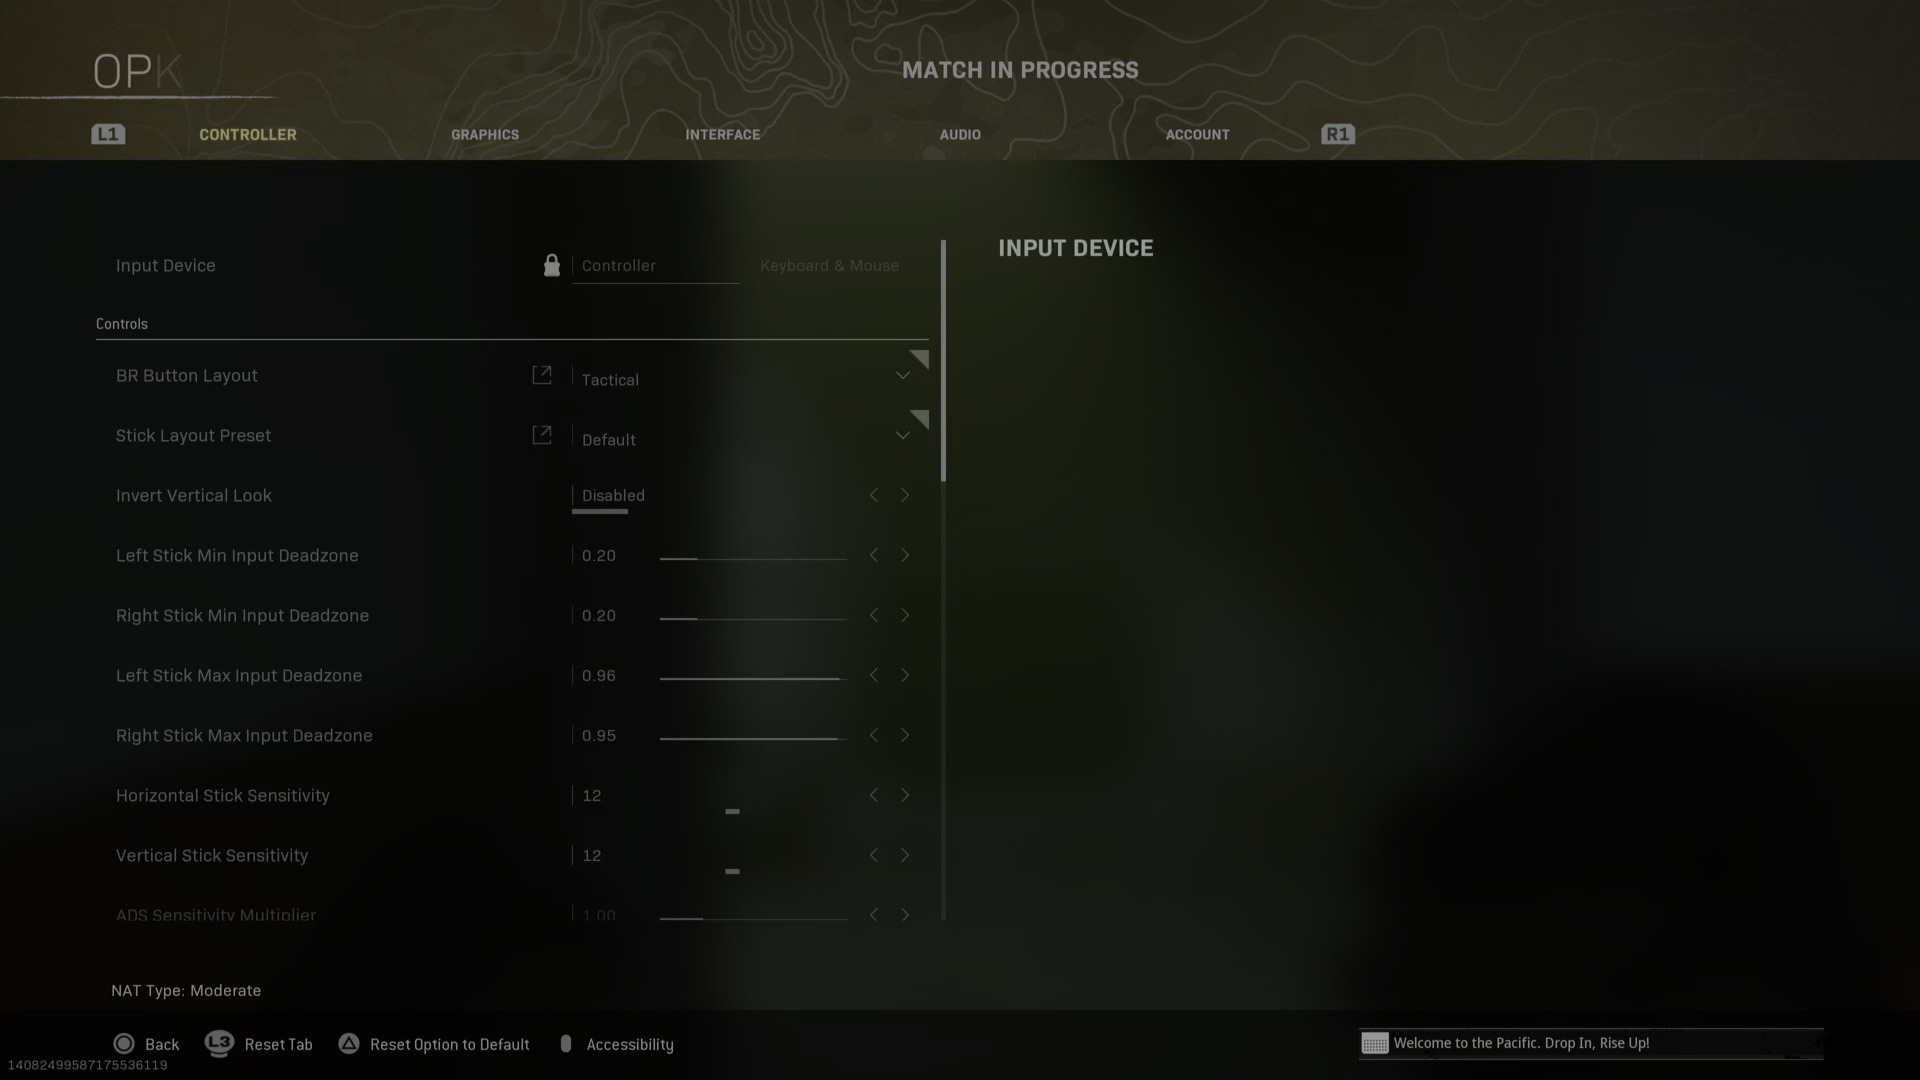 OPK
MATCH IN PROGRESS
L1 CONTROLLER GRAPHICS INTERFACE AUDIO ACCOUNT R1
Input Device Controller Keyboard & Mouse
INPUT DEVICE
Controls
BR Button Layout Tactical
Stick Layout Preset Default
Invert Vertical Look Disabled
Left Stick Min Input Deadzone 0.20
Right Stick Min Input Deadzone 0.20
Left Stick Max Input Deadzone 0.96
Right Stick Max Input Deadzone 0.95
Horizontal Stick Sensitivity 12
Vertical Stick Sensitivity 12
ADS Sensitivity Multiplier 1.00
NAT Type: Moderate
Back L3 Reset Tab Reset Option to Default Accessibility
Welcome to the Pacific. Drop In, Rise Up!
14082499587175536119